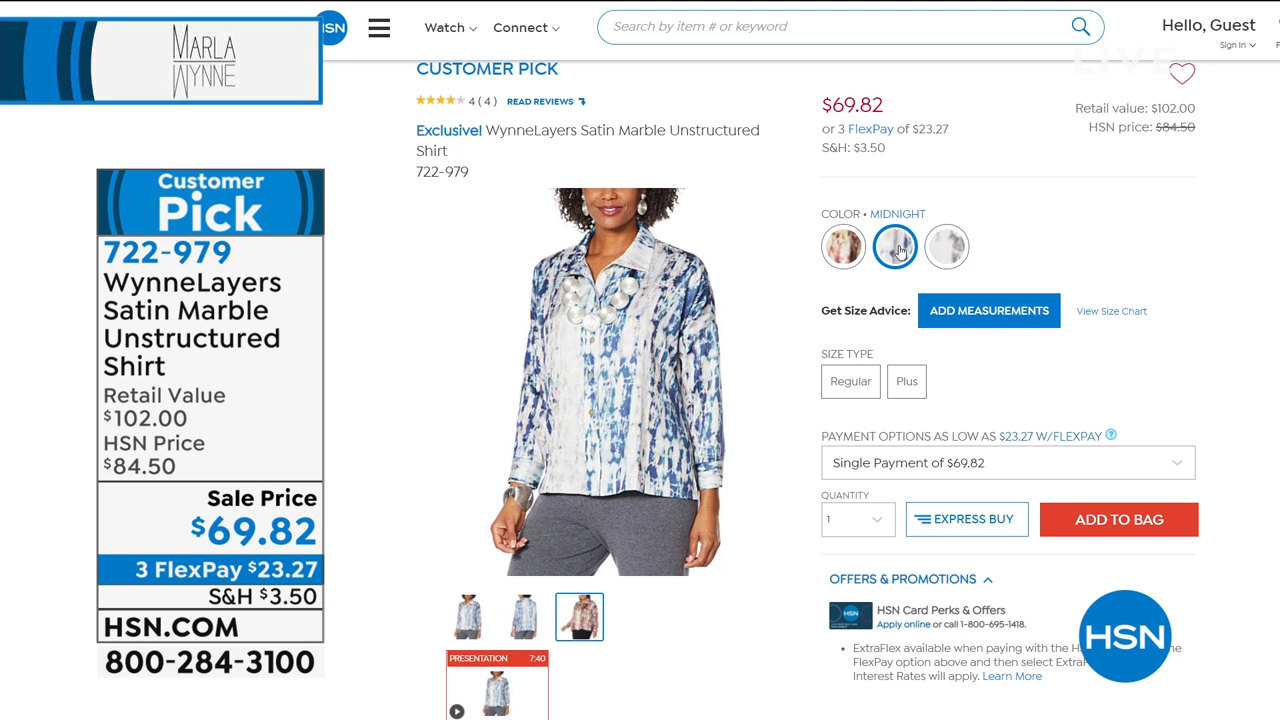 MARLA
WYNNE
HSN
Watch
Connect
Search by item # or keyword
Hello, Guest
Sign In
LIVE
CUSTOMER PICK
4 ( 4 )
READ REVIEWS
Exclusive! WynneLayers Satin Marble Unstructured
Shirt
722-979
$69.82
or 3 FlexPay of $23.27
S&H: $3.50
Retail value: $102.00
HSN price: $84.50
COLOR • MIDNIGHT
Get Size Advice:
ADD MEASUREMENTS
View Size Chart
SIZE TYPE
Regular
Plus
PAYMENT OPTIONS AS LOW AS $23.27 W/FLEXPAY ?
Single Payment of $69.82
QUANTITY
1
EXPRESS BUY
ADD TO BAG
OFFERS & PROMOTIONS
HSN
HSN Card Perks & Offers
Apply online or call 1-800-695-1418.
• ExtraFlex available when paying with the
FlexPay option above and then select
Interest Rates will apply. Learn More
HSN
PRESENTATION 7:40
Customer
Pick
722-979
WynneLayers
Satin Marble
Unstructured
Shirt
Retail Value
$102.00
HSN Price
$84.50
Sale Price
$69.82
3 FlexPay $23.27
S&H $3.50
HSN.COM
800-284-3100